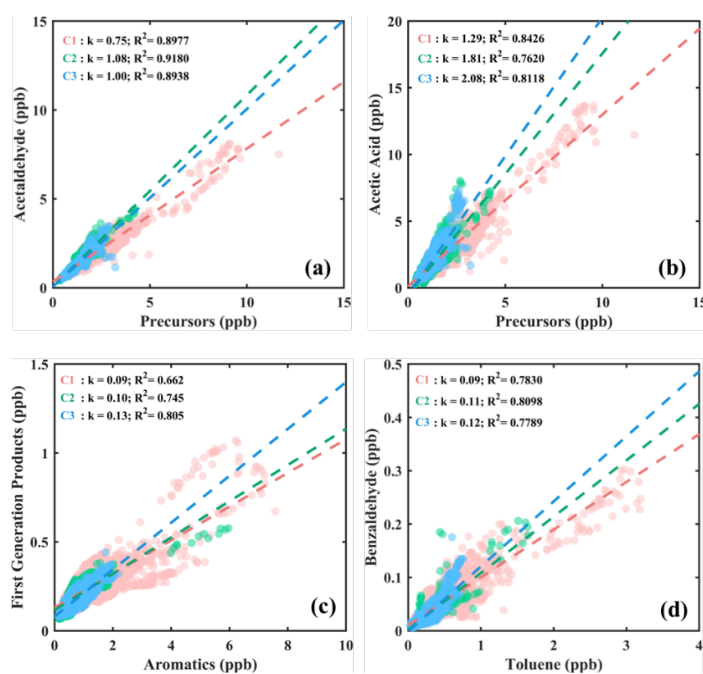 15
10
5
0
Acetaldehyde (ppb)
C1 : k = 0.75; R²= 0.8977
C2 : k = 1.08; R²= 0.9180
C3 : k = 1.00; R²= 0.8938
(a)
0 5 10 15
Precursors (ppb)
20
15
10
5
0
Acetic Acid (ppb)
C1 : k = 1.29; R²= 0.8426
C2 : k = 1.81; R²= 0.7620
C3 : k = 2.08; R²= 0.8118
(b)
0 5 10 15
Precursors (ppb)
1.5
1
0.5
0
First Generation Products (ppb)
C1 : k = 0.09; R²= 0.662
C2 : k = 0.10; R²= 0.745
C3 : k = 0.13; R²= 0.805
(c)
0 2 4 6 8 10
Aromatics (ppb)
0.5
0.4
0.3
0.2
0.1
0
Benzaldehyde (ppb)
C1 : k = 0.09; R²= 0.7830
C2 : k = 0.11; R²= 0.8098
C3 : k = 0.12; R²= 0.7789
(d)
0 1 2 3 4
Toluene (ppb)